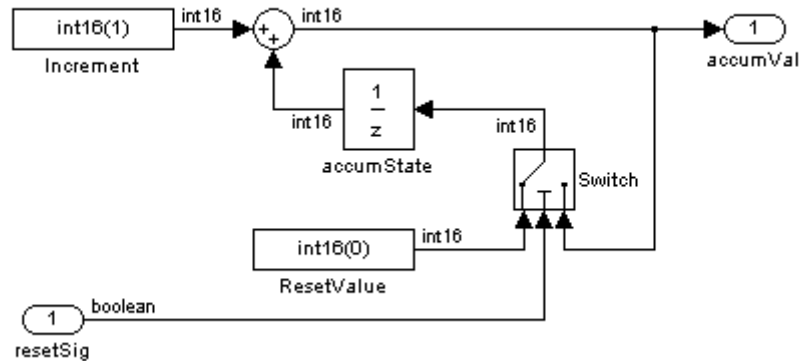 int16(1)
int16
Increment
+
+
int16
1
accumVal
int16
1
z
accumState
int16
Switch
int16(0)
int16
ResetValue
1
boolean
resetSig